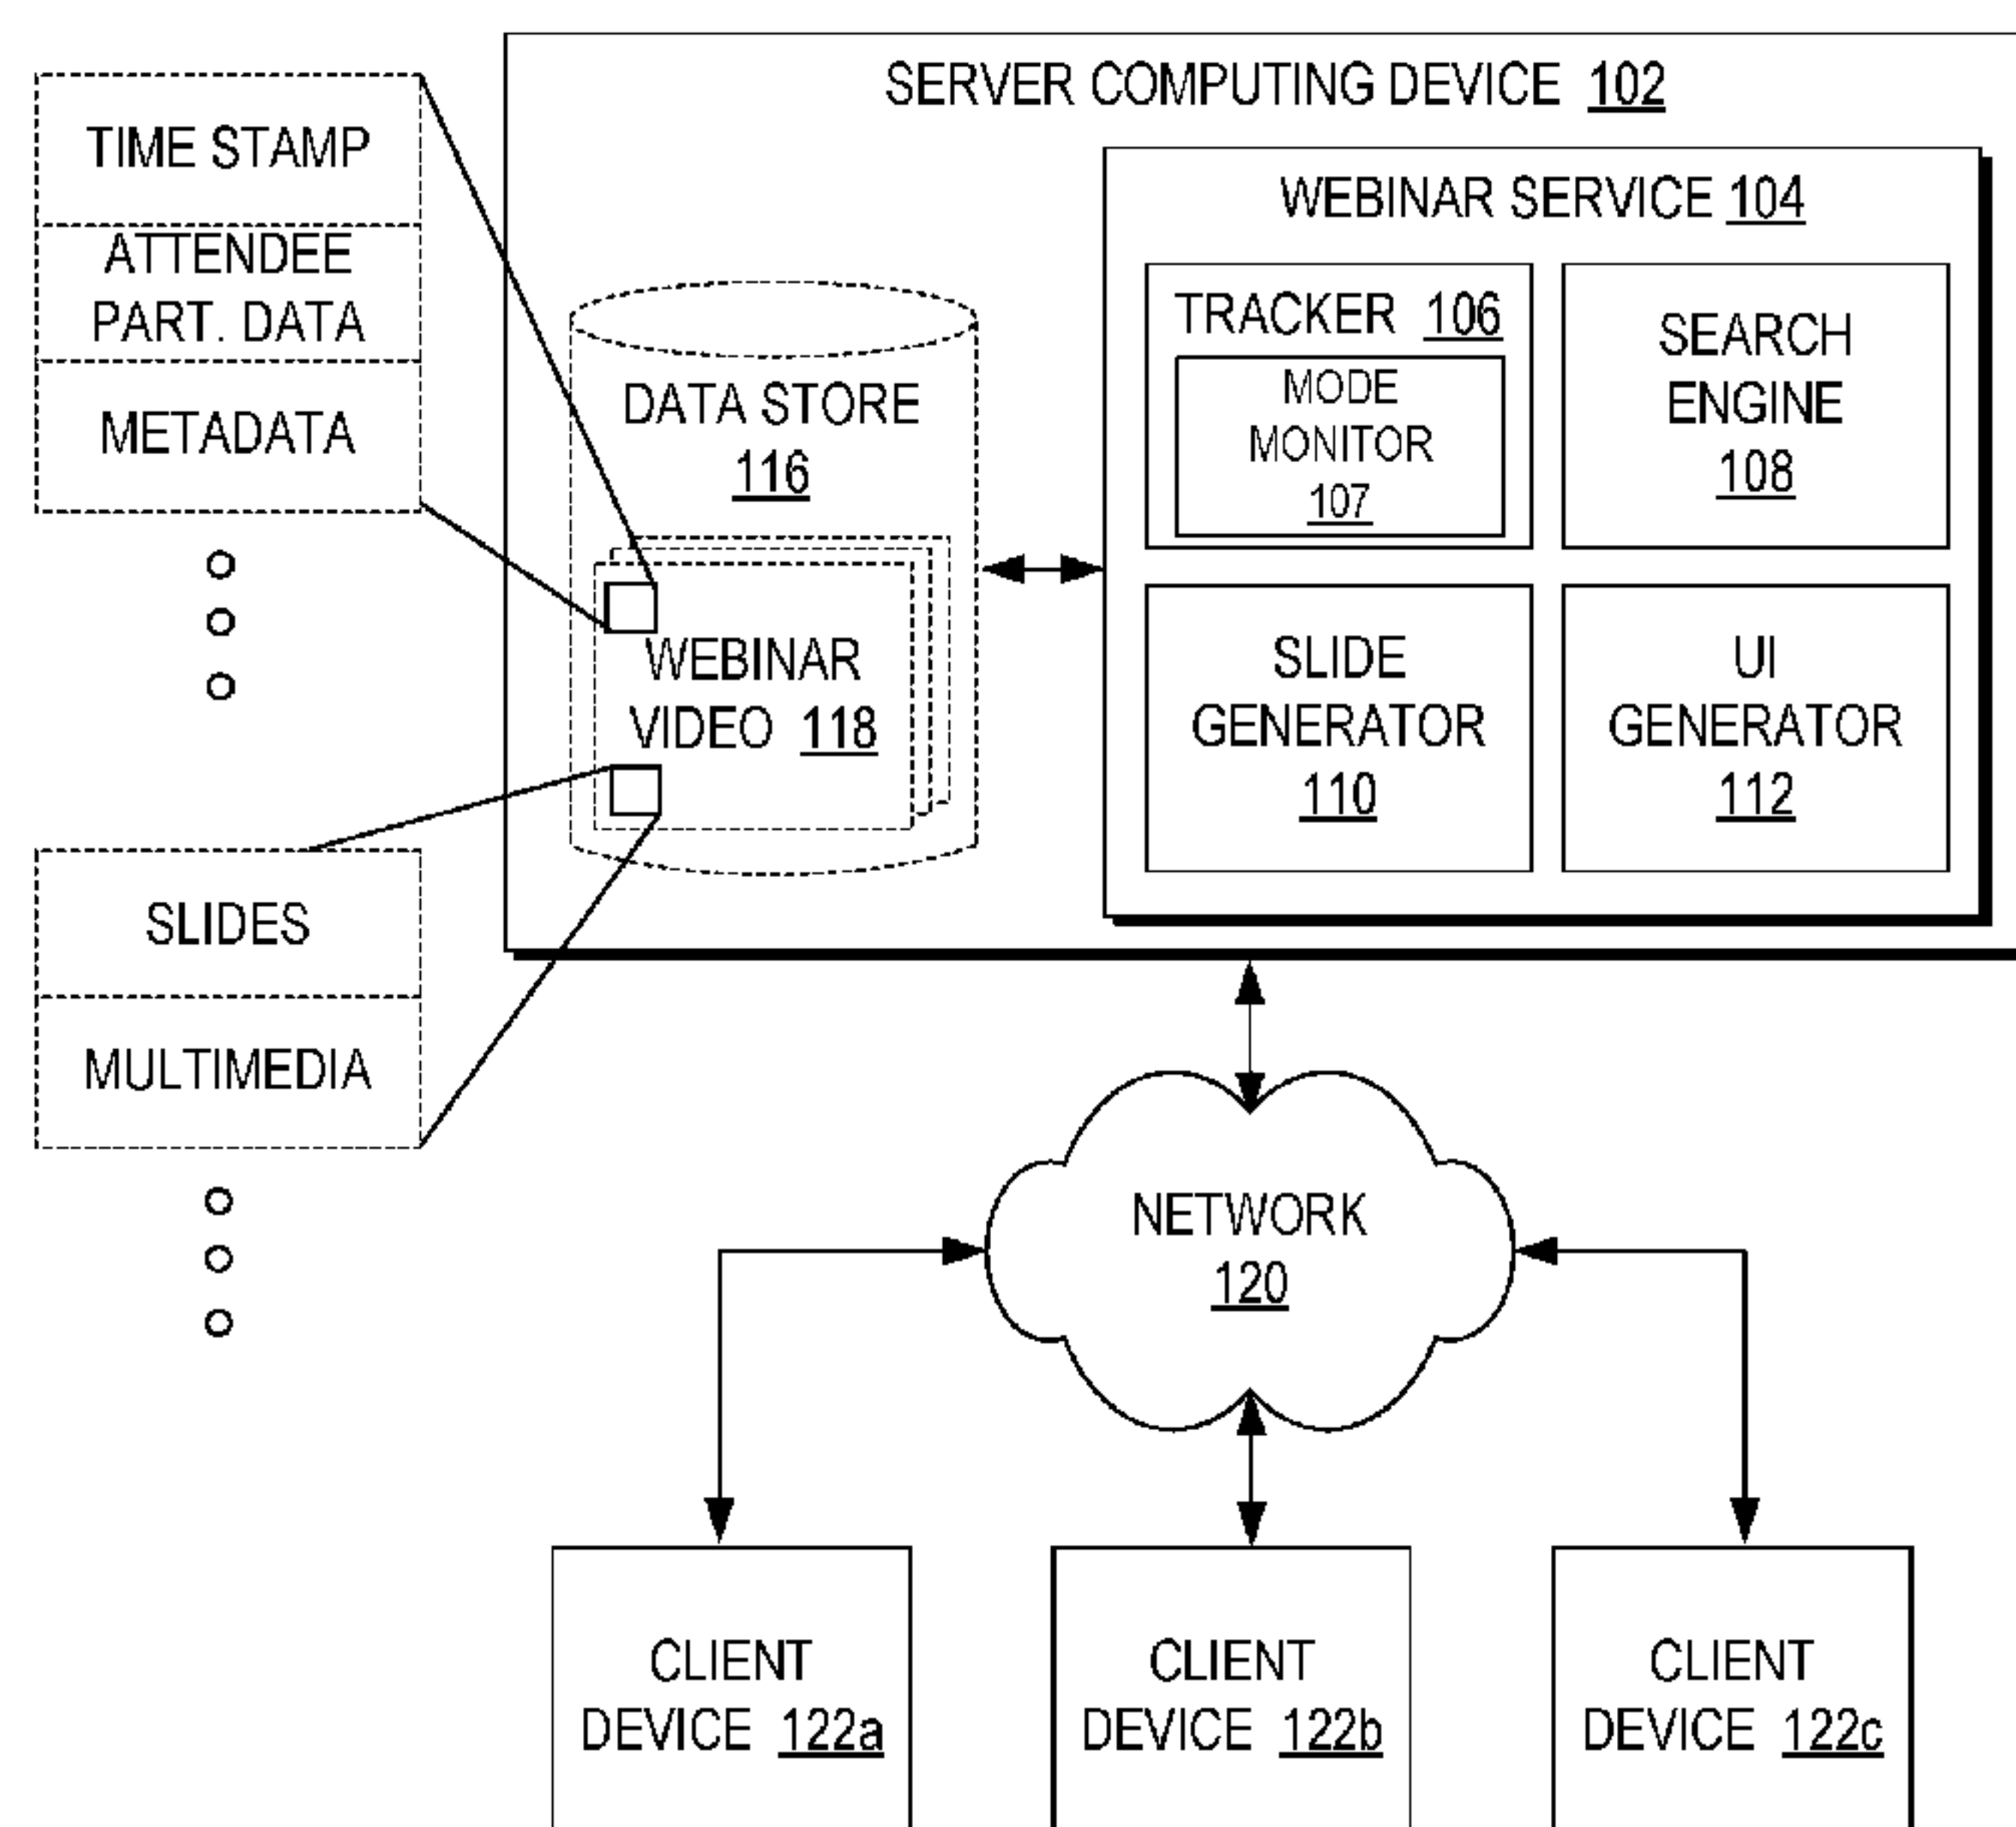 SERVER COMPUTING DEVICE 102
TIME STAMP
ATTENDEE
PART. DATA
METADATA
DATA STORE
116
WEBINAR
VIDEO 118
WEBINAR SERVICE 104
TRACKER 106
MODE
MONITOR
107
SEARCH
ENGINE
108
SLIDE
GENERATOR
110
UI
GENERATOR
112
SLIDES
MULTIMEDIA
NETWORK
120
CLIENT
DEVICE 122a
CLIENT
DEVICE 122b
CLIENT
DEVICE 122c